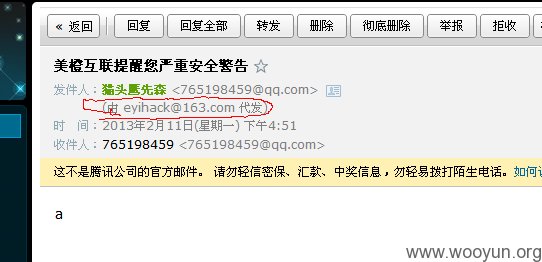 « 返回 回复 回复全部 转发 删除 彻底删除 举报 拒收
美橙互联提醒您严重安全警告 ☆
发件人：猫头鹰先森 <765198459@qq.com>
(由 eyihack@163.com 代发)
时 间：2013年2月11日(星期一) 下午4:51
收件人：765198459 <765198459@qq.com>
这不是腾讯公司的官方邮件。 请勿轻信密保、汇款、中奖信息，勿轻易拨打陌生电话。 如何识
a
www.wooyun.org